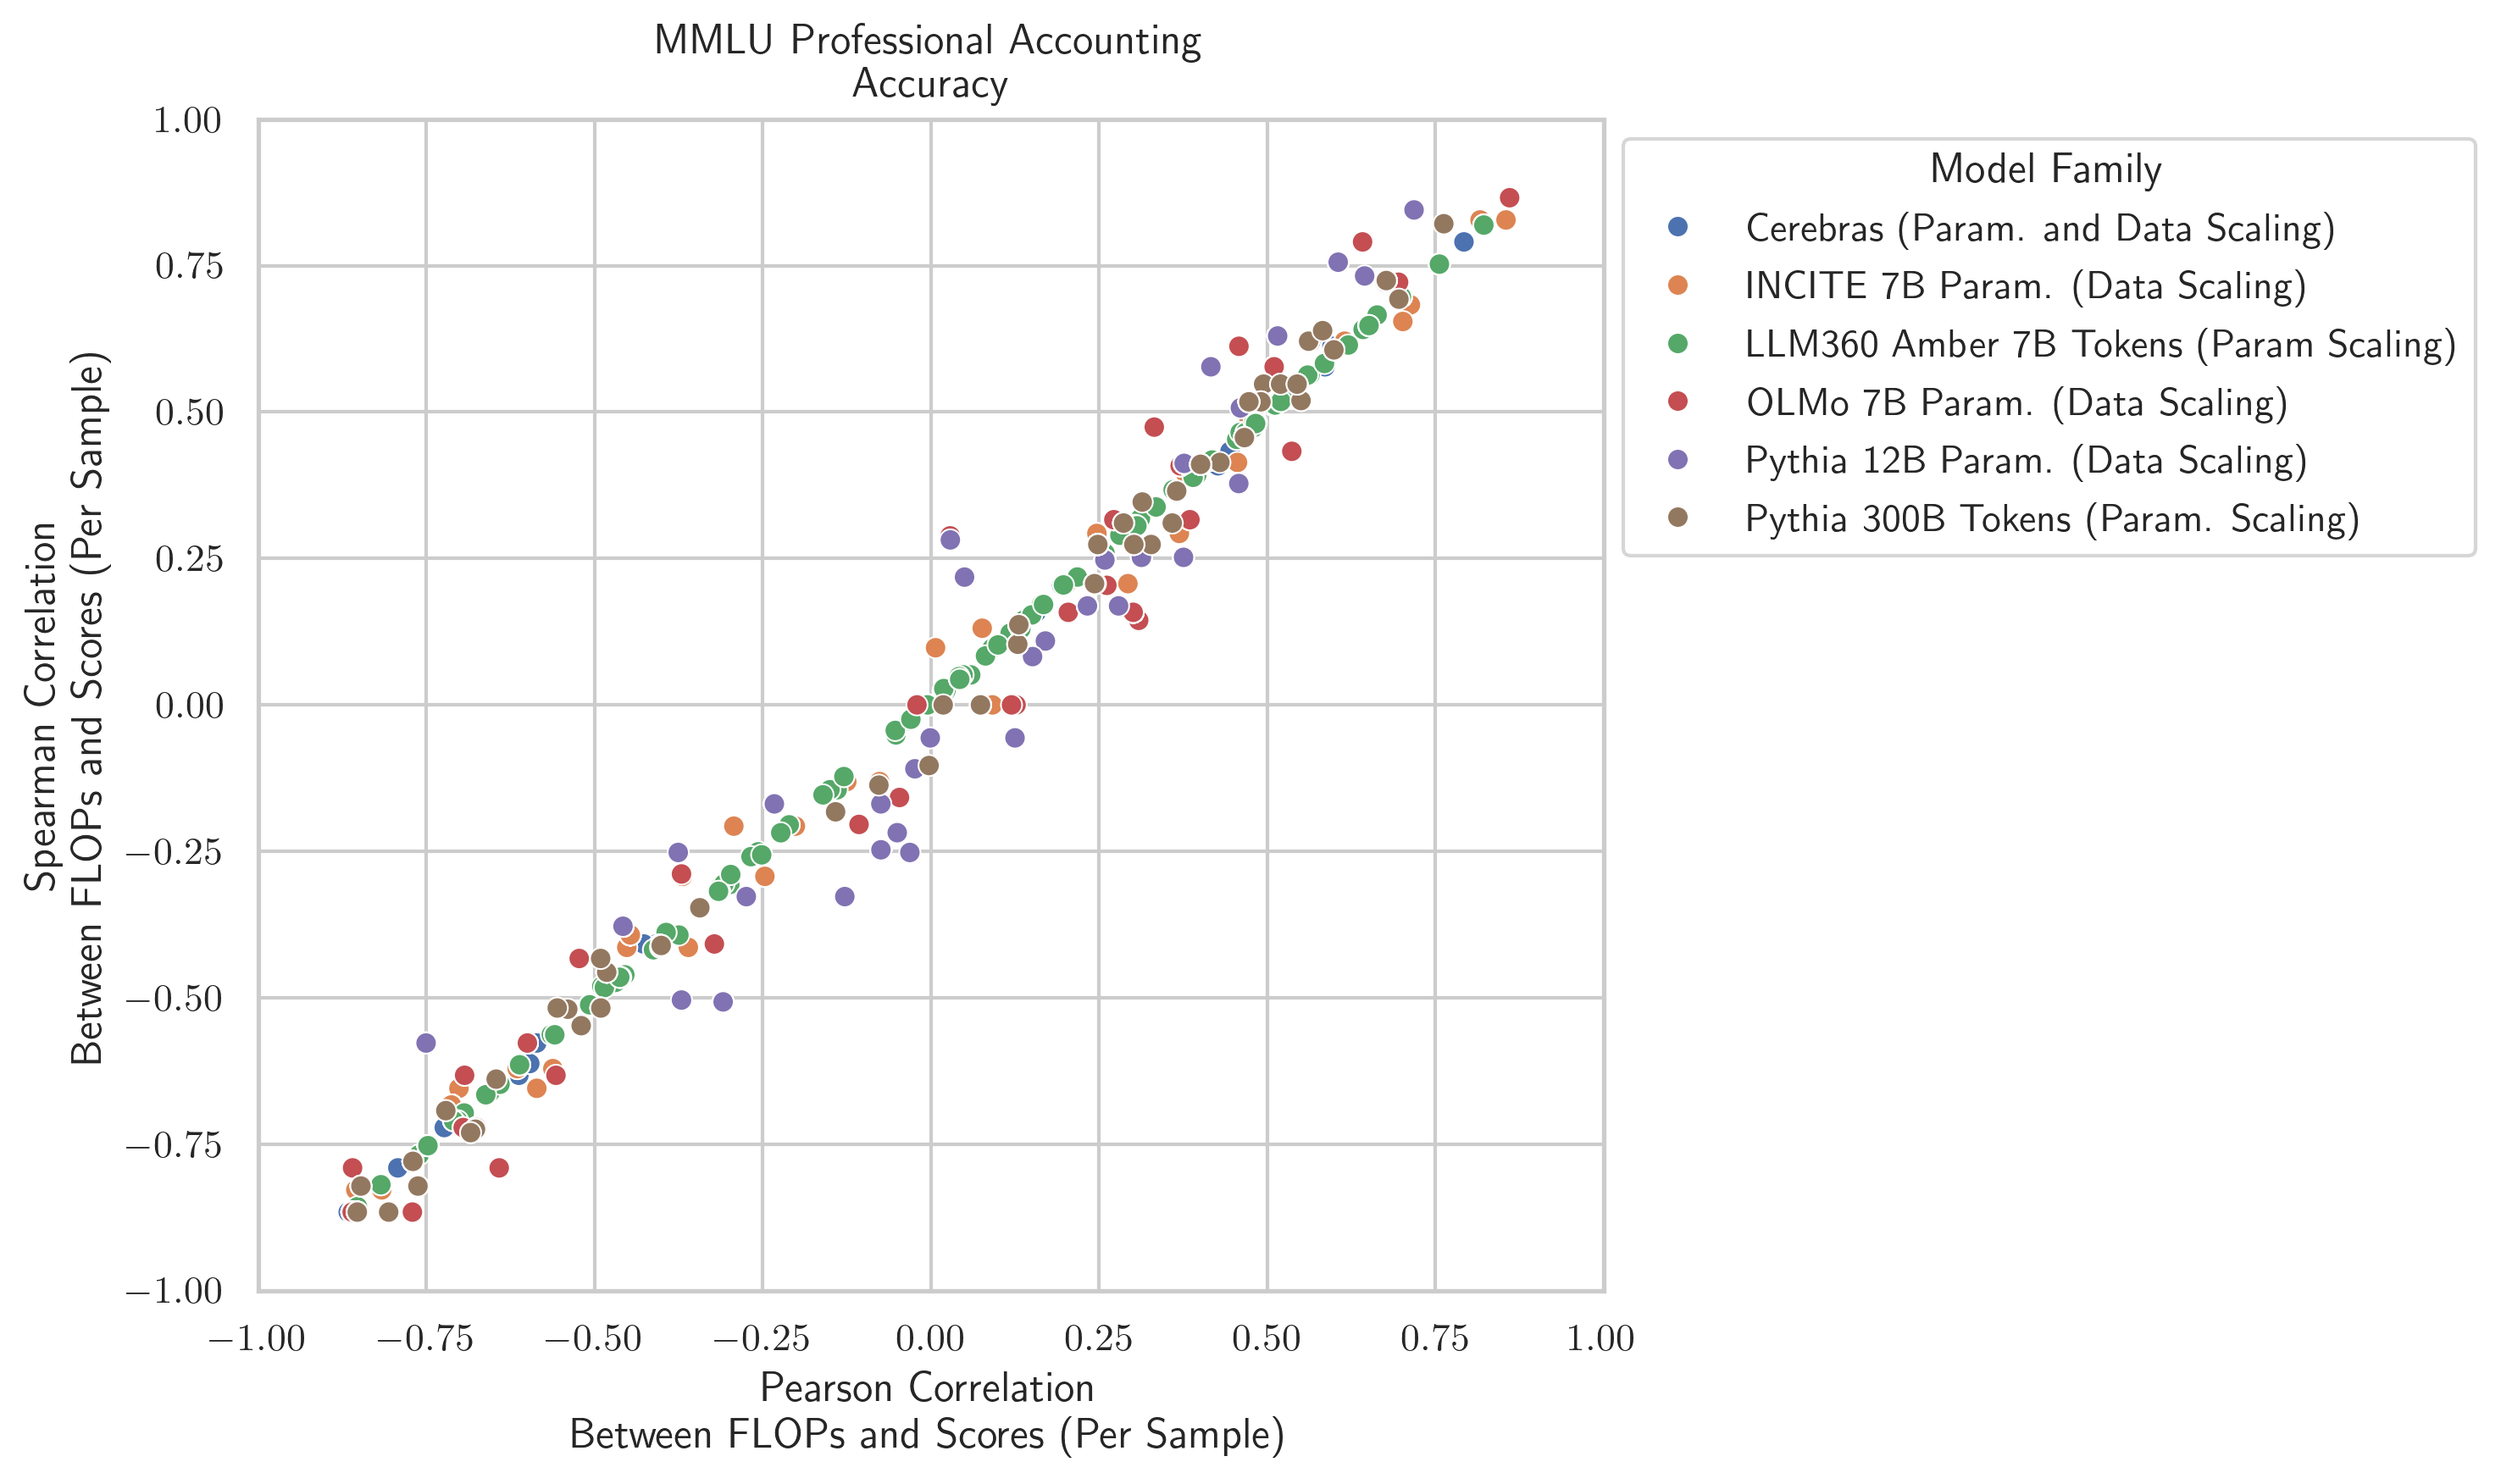 MMLU Professional Accounting
Accuracy
1.00
0.75
0.50
0.25
0.00
−0.25
−0.50
−0.75
−1.00
Spearman Correlation
Between FLOPs and Scores (Per Sample)
−1.00 −0.75 −0.50 −0.25 0.00 0.25 0.50 0.75 1.00
Pearson Correlation
Between FLOPs and Scores (Per Sample)
Model Family
Cerebras (Param. and Data Scaling)
INCITE 7B Param. (Data Scaling)
LLM360 Amber 7B Tokens (Param Scaling)
OLMo 7B Param. (Data Scaling)
Pythia 12B Param. (Data Scaling)
Pythia 300B Tokens (Param. Scaling)